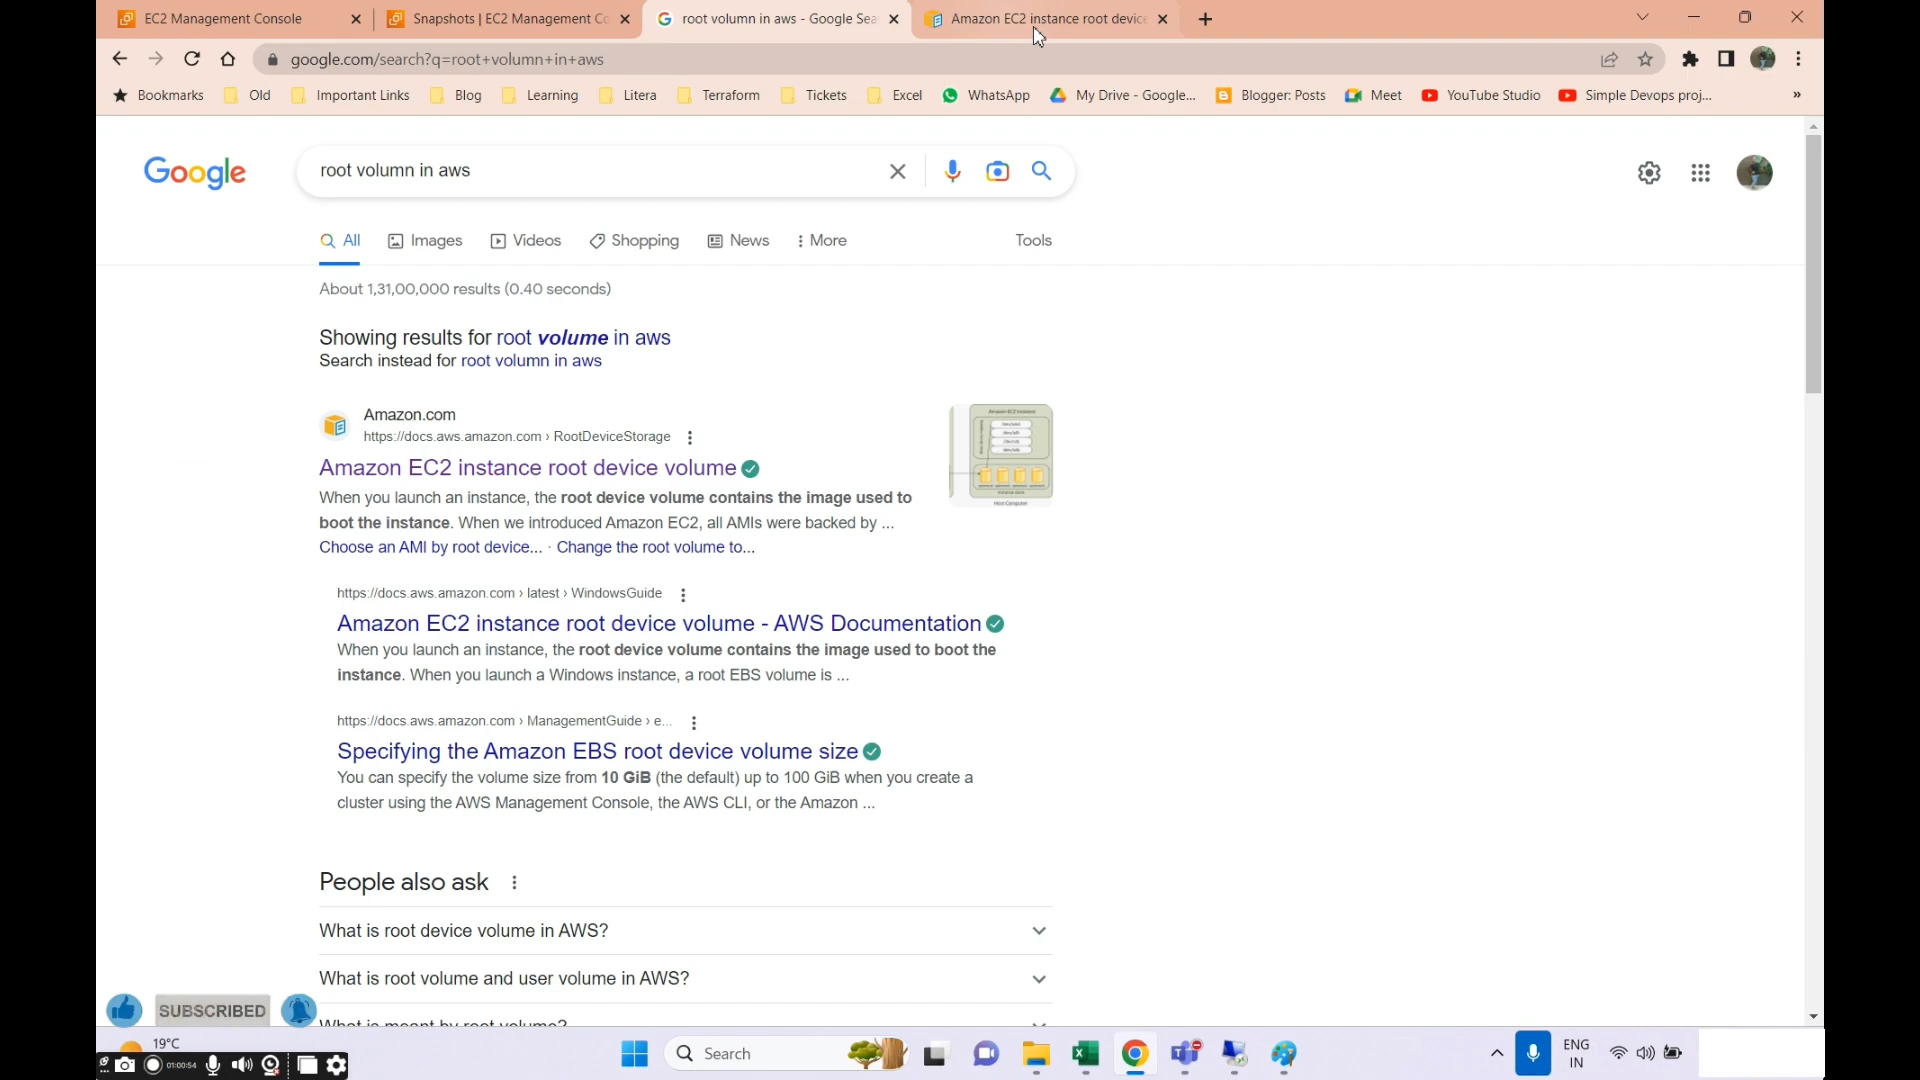 EC2 Management Console
Snapshots | EC2 Management Co
root volumn in aws - Google Sea
Amazon EC2 instance root device
google.com/search?q=root+volumn+in+aws
Bookmarks
Old
Important Links
Blog
Learning
Litera
Terraform
Tickets
Excel
WhatsApp
My Drive - Google...
Blogger: Posts
Meet
YouTube Studio
Simple Devops proj...
»
Google
root volumn in aws
All
Images
Videos
Shopping
News
More
Tools
About 1,31,00,000 results (0.40 seconds)
Showing results for root volume in aws
Search instead for root volumn in aws
Amazon.com
https://docs.aws.amazon.com › RootDeviceStorage
Amazon EC2 instance root device volume
When you launch an instance, the root device volume contains the image used to
boot the instance. When we introduced Amazon EC2, all AMIs were backed by ...
Choose an AMI by root device... · Change the root volume to...
Amazon EC2 instance
Host Computer
https://docs.aws.amazon.com › latest › WindowsGuide
Amazon EC2 instance root device volume - AWS Documentation
When you launch an instance, the root device volume contains the image used to boot the
instance. When you launch a Windows instance, a root EBS volume is ...
https://docs.aws.amazon.com › ManagementGuide › e...
Specifying the Amazon EBS root device volume size
You can specify the volume size from 10 GiB (the default) up to 100 GiB when you create a
cluster using the AWS Management Console, the AWS CLI, or the Amazon ...
People also ask
What is root device volume in AWS?
What is root volume and user volume in AWS?
What is meant by root volume?
SUBSCRIBED
19°C
01:00:54
Search
ENG
IN